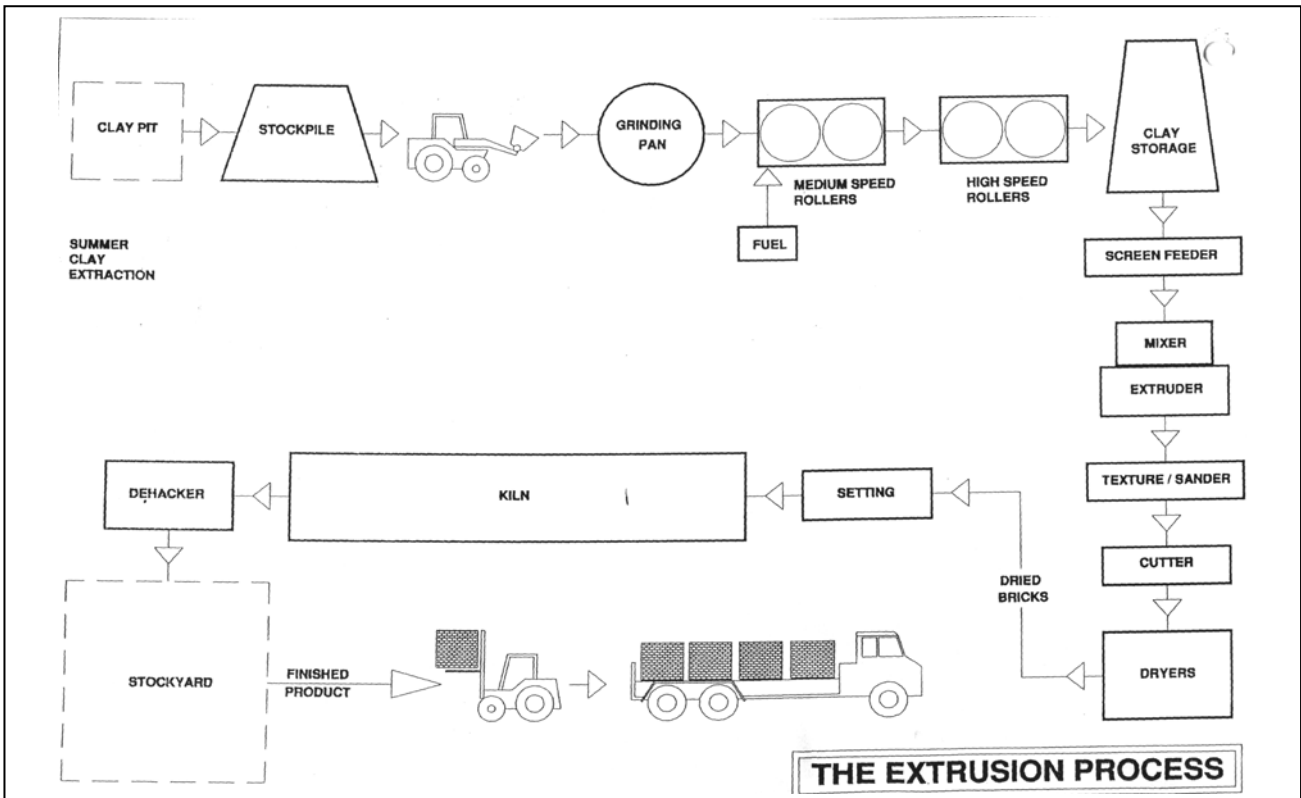 CLAY PIT
STOCKPILE
GRINDING
PAN
MEDIUM SPEED
ROLLERS
HIGH SPEED
ROLLERS
CLAY
STORAGE
FUEL
SUMMER
CLAY
EXTRACTION
SCREEN FEEDER
MIXER
EXTRUDER
TEXTURE / SANDER
CUTTER
DRYERS
DRIED
BRICKS
SETTING
KILN
DEHACKER
STOCKYARD
FINISHED
PRODUCT
THE EXTRUSION PROCESS